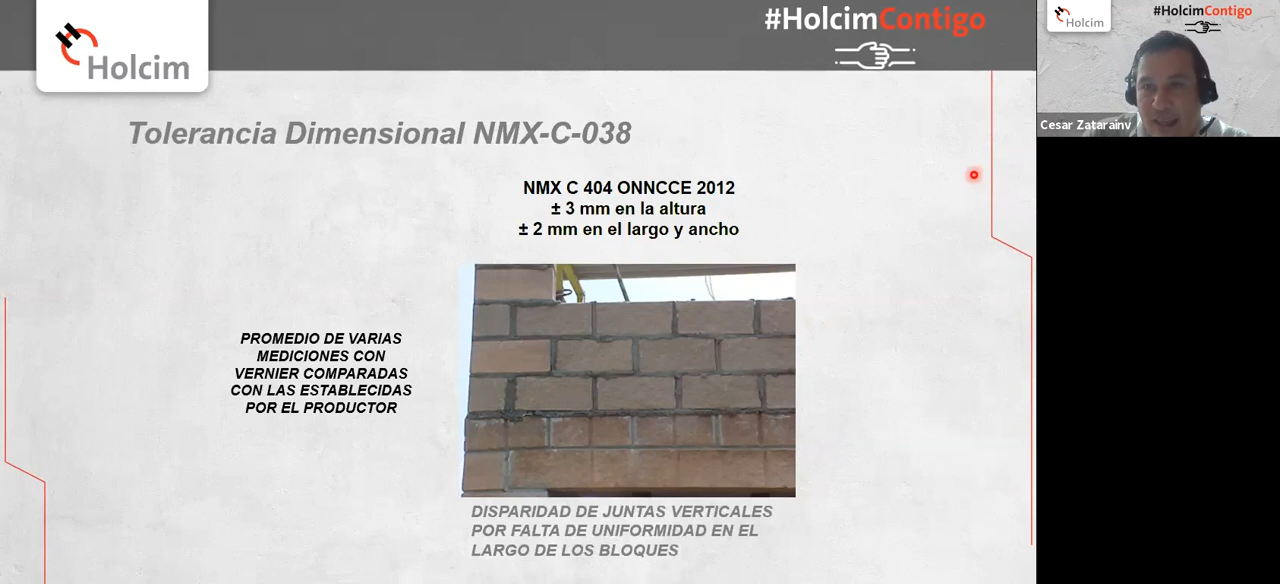 Holcim
#HolcimContigo
Tolerancia Dimensional NMX-C-038
NMX C 404 ONNCCE 2012
± 3 mm en la altura
± 2 mm en el largo y ancho
PROMEDIO DE VARIAS
MEDICIONES CON
VERNIER COMPARADAS
CON LAS ESTABLECIDAS
POR EL PRODUCTOR
DISPARIDAD DE JUNTAS VERTICALES
POR FALTA DE UNIFORMIDAD EN EL
LARGO DE LOS BLOQUES
Holcim
#HolcimContigo
Cesar Zatarainv